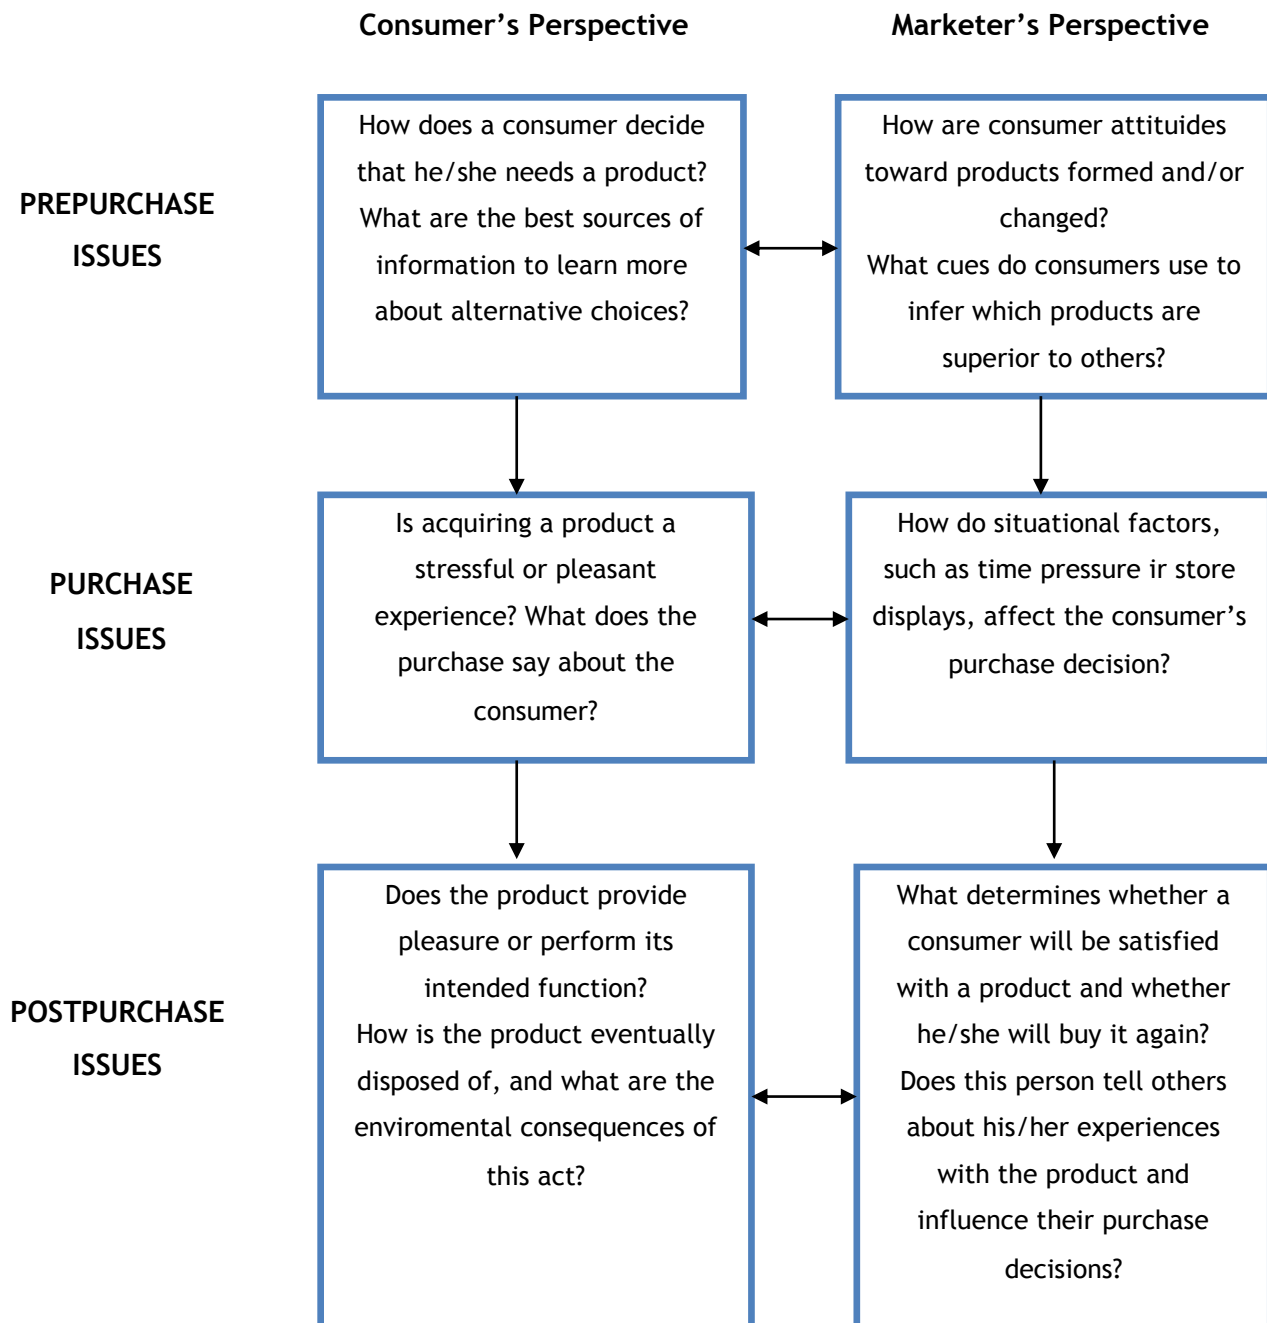 Consumer’s Perspective
Marketer’s Perspective
PREPURCHASE
ISSUES
How does a consumer decide
that he/she needs a product?
What are the best sources of
information to learn more
about alternative choices?
How are consumer attituides
toward products formed and/or
changed?
What cues do consumers use to
infer which products are
superior to others?
PURCHASE
ISSUES
Is acquiring a product a
stressful or pleasant
experience? What does the
purchase say about the
consumer?
How do situational factors,
such as time pressure ir store
displays, affect the consumer’s
purchase decision?
POSTPURCHASE
ISSUES
Does the product provide
pleasure or perform its
intended function?
How is the product eventually
disposed of, and what are the
enviromental consequences of
this act?
What determines whether a
consumer will be satisfied
with a product and whether
he/she will buy it again?
Does this person tell others
about his/her experiences
with the product and
influence their purchase
decisions?